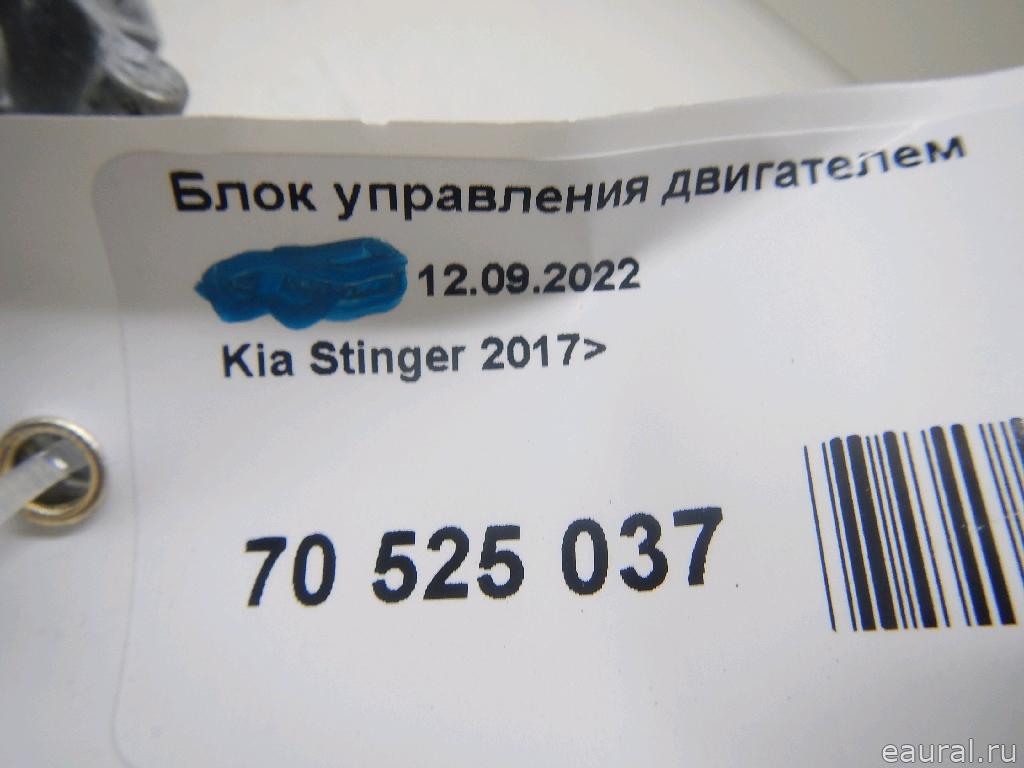 Блок управления двигателем
12.09.2022
Kia Stinger 2017>
70 525 037
eaural.ru